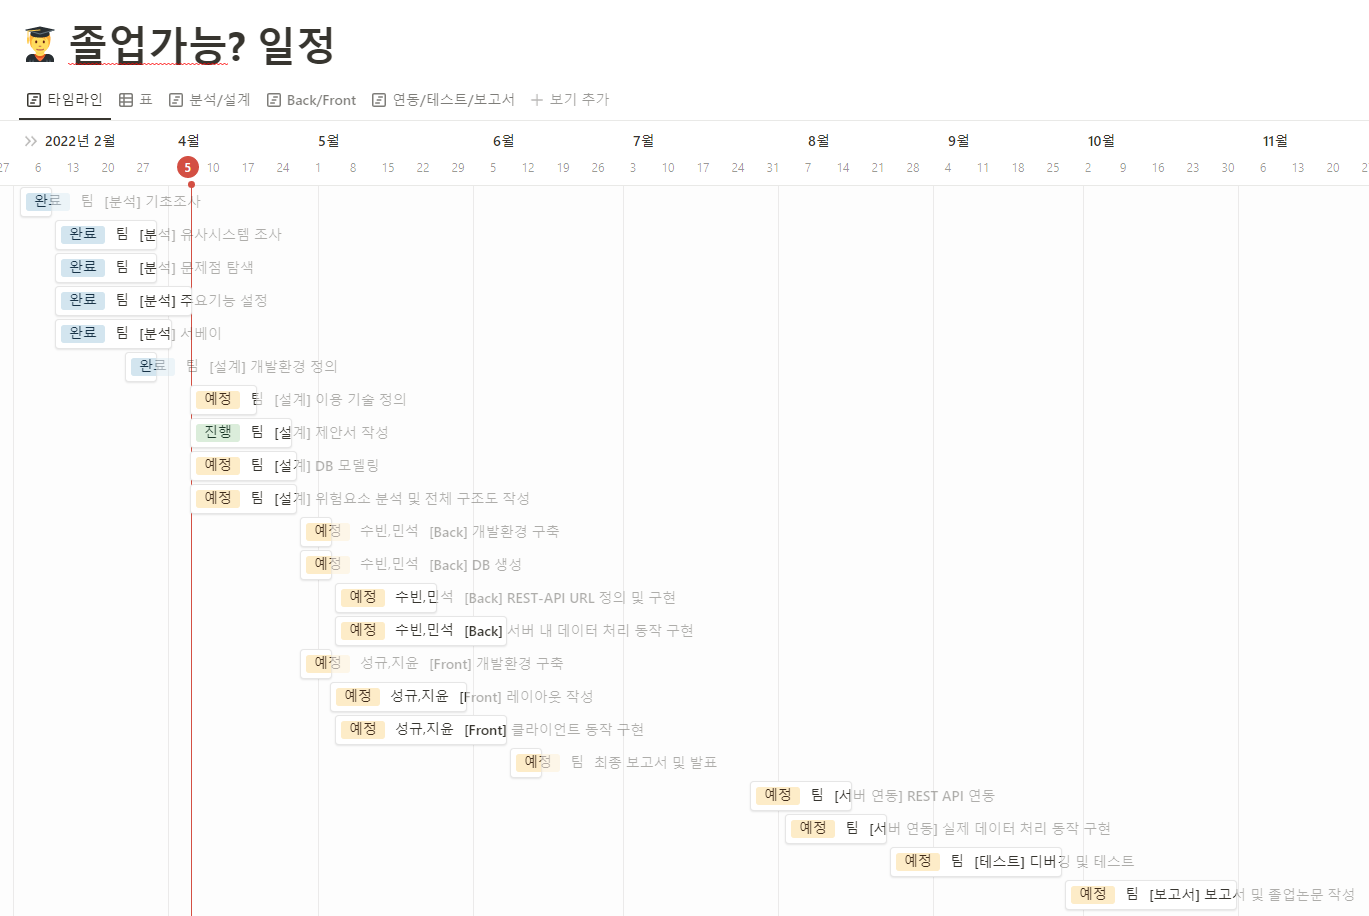 졸업가능? 일정
타임라인 표 분석/설계 Back/Front 연동/테스트/보고서 + 보기 추가
2022년 2월 4월 5월 6월 7월 8월 9월 10월 11월
27 6 13 20 27 5 10 17 24 1 8 15 22 29 5 12 19 26 3 10 17 24 31 7 14 21 28 4 11 18 25 2 9 16 23 30 6 13 20
완료 팀 [분석] 기초조사
완료 팀 [분석] 유사시스템 조사
완료 팀 [분석] 문제점 탐색
완료 팀 [분석] 주요기능 설정
완료 팀 [분석] 서베이
완료 팀 [설계] 개발환경 정의
예정 팀 [설계] 이용 기술 정의
진행 팀 [설계] 제안서 작성
예정 팀 [설계] DB 모델링
예정 팀 [설계] 위험요소 분석 및 전체 구조도 작성
예정 수빈,민석 [Back] 개발환경 구축
예정 수빈,민석 [Back] DB 생성
예정 수빈,민석 [Back] REST-API URL 정의 및 구현
예정 수빈,민석 [Back] 서버 내 데이터 처리 동작 구현
예정 성규,지윤 [Front] 개발환경 구축
예정 성규,지윤 [Front] 레이아웃 작성
예정 성규,지윤 [Front] 클라이언트 동작 구현
예정 팀 최종 보고서 및 발표
예정 팀 [서버 연동] REST API 연동
예정 팀 [서버 연동] 실제 데이터 처리 동작 구현
예정 팀 [테스트] 디버깅 및 테스트
예정 팀 [보고서] 보고서 및 졸업논문 작성